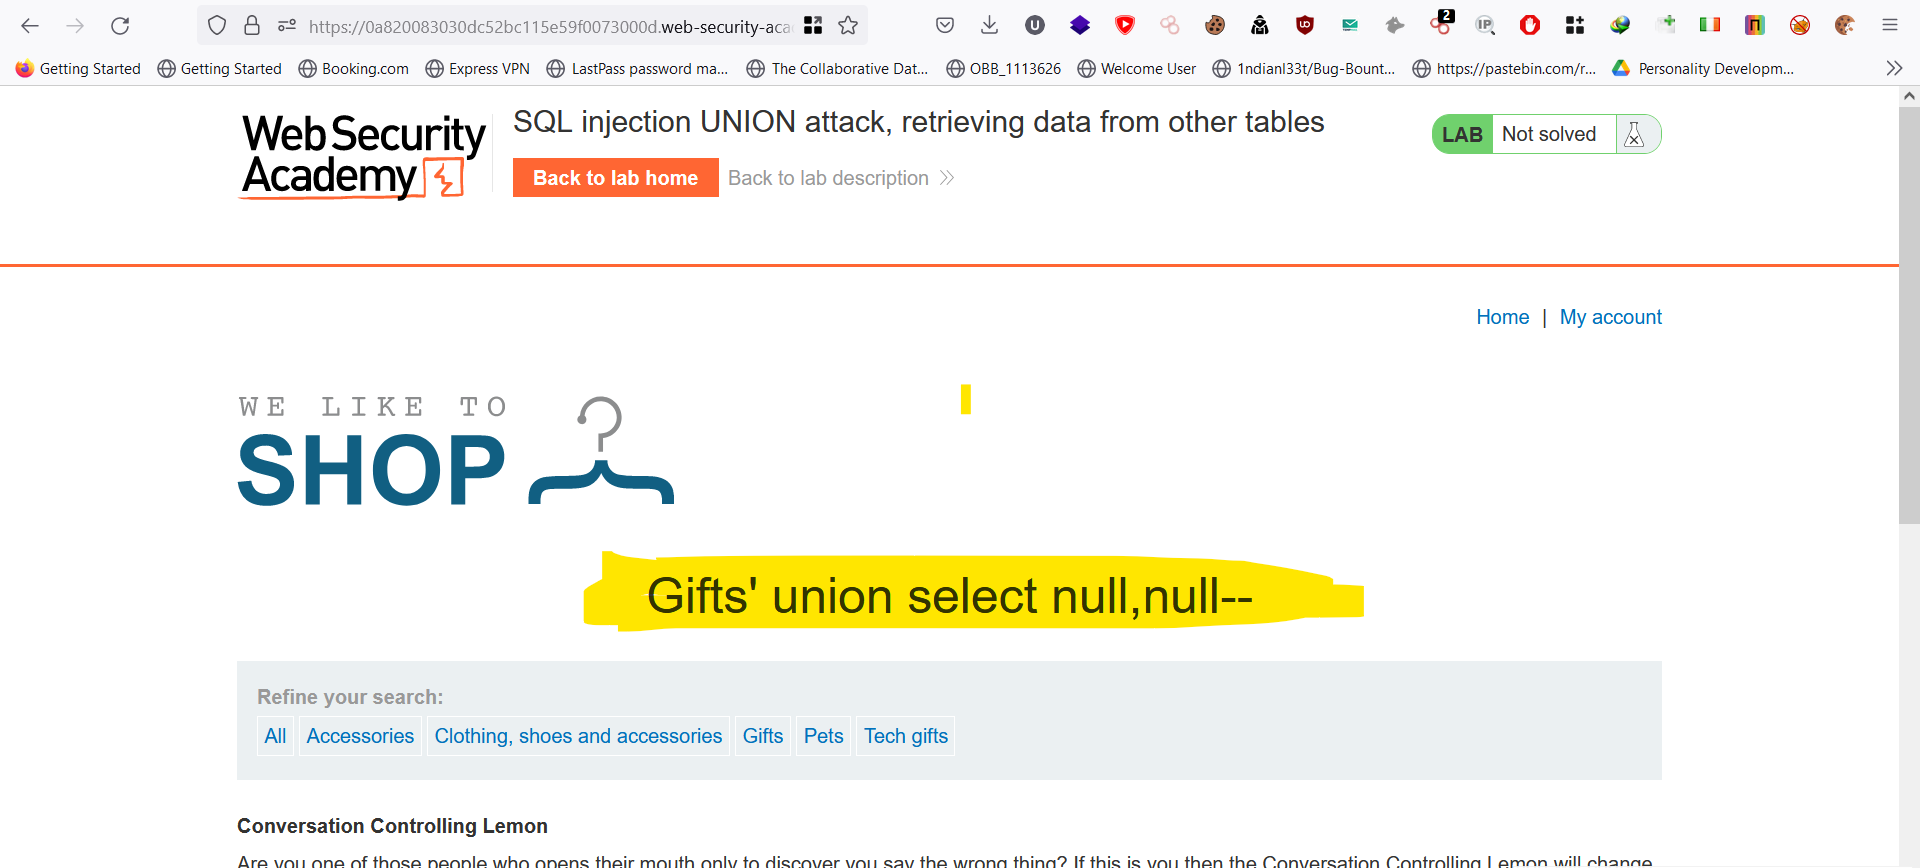 https://0a820083030dc52bc115e59f0073000d.web-security-aca
2
Getting Started
Getting Started
Booking.com
Express VPN
LastPass password ma...
The Collaborative Dat...
OBB_1113626
Welcome User
1ndianl33t/Bug-Bount...
https://pastebin.com/r...
Personality Developm...
Web Security
Academy
SQL injection UNION attack, retrieving data from other tables
Back to lab home
Back to lab description
LAB
Not solved
Home | My account
WE LIKE TO
SHOP
Gifts' union select null,null--
Refine your search:
All
Accessories
Clothing, shoes and accessories
Gifts
Pets
Tech gifts
Conversation Controlling Lemon
Are you one of those people who opens their mouth only to discover you say the wrong thing? If this is you then the Conversation Controlling Lemon will change